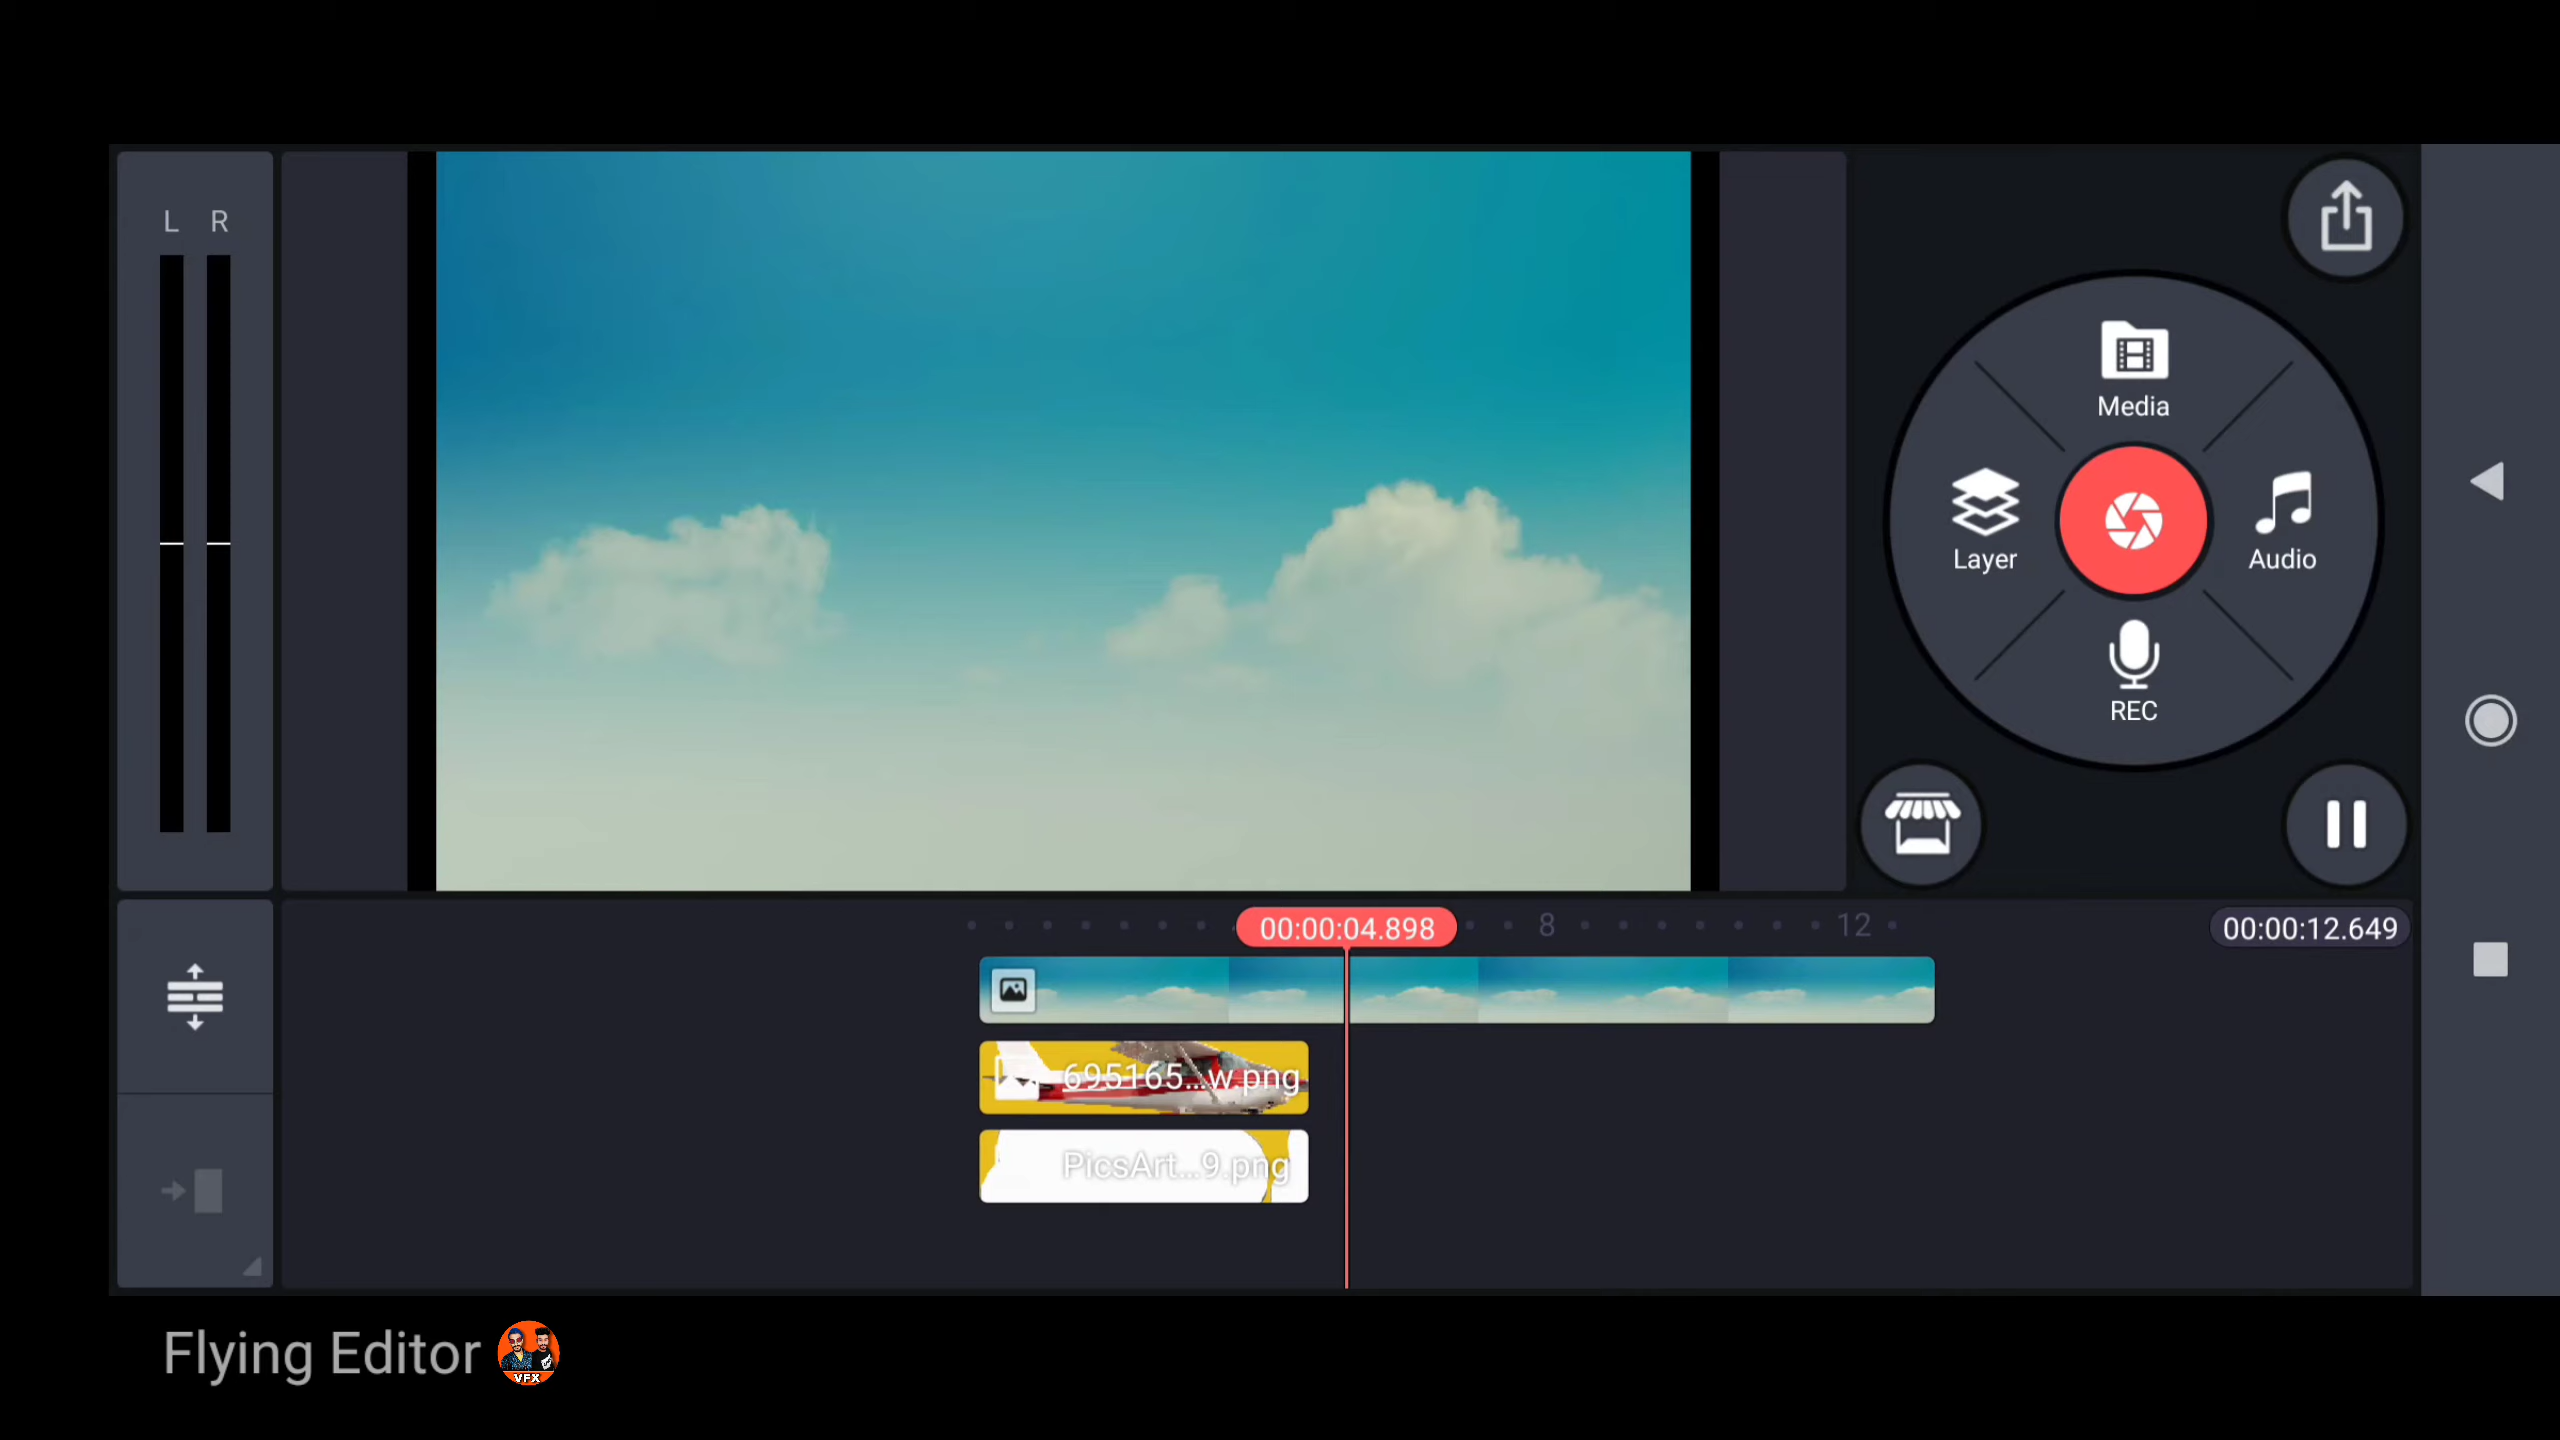 L R
Media
Layer
Audio
REC
00:00:04.898
8
12
00:00:12.649
695165...w.png
PicsArt...9.png
Flying Editor
VFX